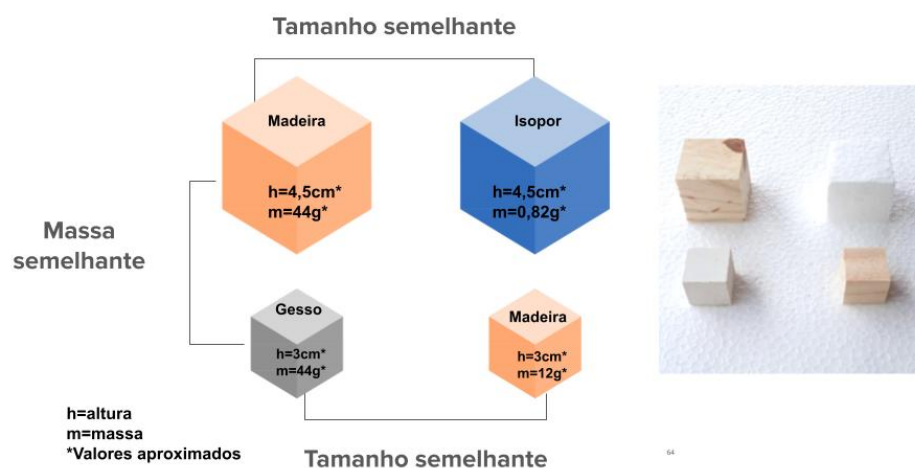 Tamanho semelhante
Madeira
h=4,5cm*
m=44g*
Isopor
h=4,5cm*
m=0,82g*
Massa
semelhante
Gesso
h=3cm*
m=44g*
Madeira
h=3cm*
m=12g*
h=altura
m=massa
*Valores aproximados
Tamanho semelhante
64